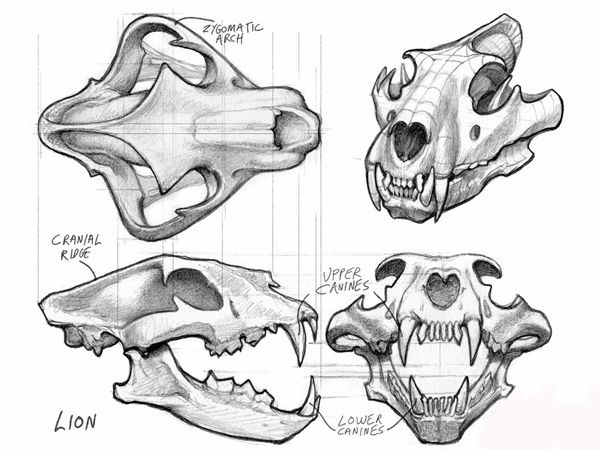 ZYGOMATIC
ARCH
CRANIAL
RIDGE
UPPER
CANINES
LOWER
CANINES
LION